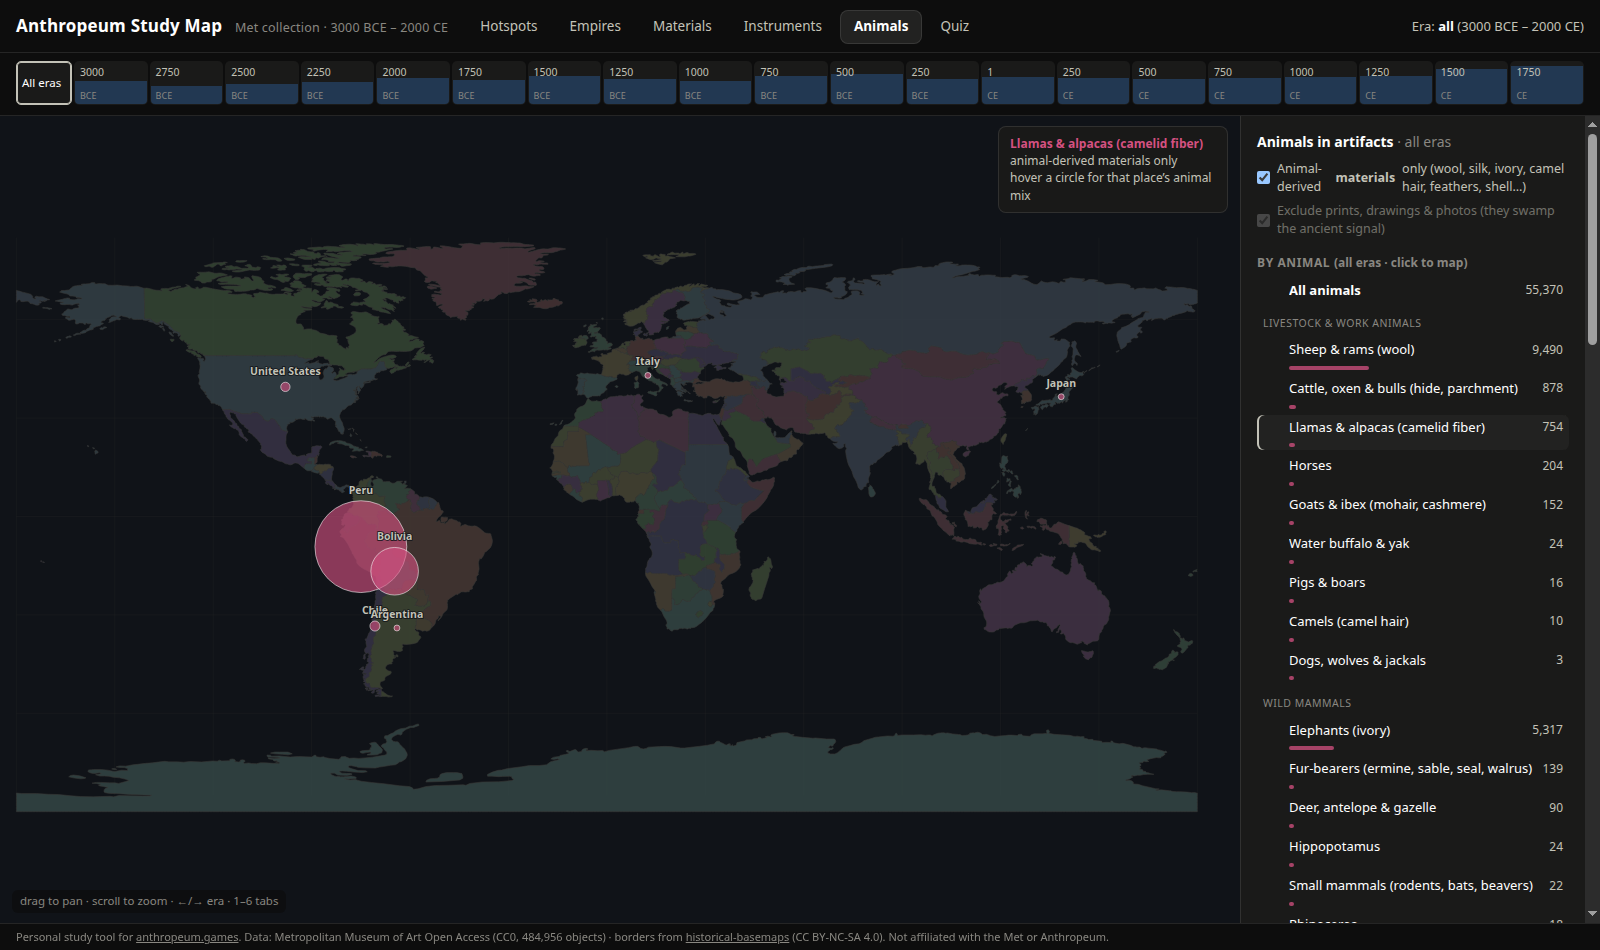 Anthropeum Study Map Met collection · 3000 BCE – 2000 CE Hotspots Empires Materials Instruments Animals Quiz Era: all (3000 BCE – 2000 CE)
All eras 3000 BCE 2750 BCE 2500 BCE 2250 BCE 2000 BCE 1750 BCE 1500 BCE 1250 BCE 1000 BCE 750 BCE 500 BCE 250 BCE 1 CE 250 CE 500 CE 750 CE 1000 CE 1250 CE 1500 CE 1750 CE
Llamas & alpacas (camelid fiber)
animal-derived materials only
hover a circle for that place's animal
mix
United States
Italy
Japan
Peru
Bolivia
Chile
Argentina
drag to pan · scroll to zoom · ←/→ era · 1–6 tabs
Animals in artifacts · all eras
Animal-derived materials only (wool, silk, ivory, camel hair, feathers, shell…)
Exclude prints, drawings & photos (they swamp
the ancient signal)
BY ANIMAL (all eras · click to map)
All animals 55,370
LIVESTOCK & WORK ANIMALS
Sheep & rams (wool) 9,490
Cattle, oxen & bulls (hide, parchment) 878
Llamas & alpacas (camelid fiber) 754
Horses 204
Goats & ibex (mohair, cashmere) 152
Water buffalo & yak 24
Pigs & boars 16
Camels (camel hair) 10
Dogs, wolves & jackals 3
WILD MAMMALS
Elephants (ivory) 5,317
Fur-bearers (ermine, sable, seal, walrus) 139
Deer, antelope & gazelle 90
Hippopotamus 24
Small mammals (rodents, bats, beavers) 22
Personal study tool for anthropeum.games. Data: Metropolitan Museum of Art Open Access (CC0, 484,956 objects) · borders from historical-basemaps (CC BY-NC-SA 4.0). Not affiliated with the Met or Anthropeum.